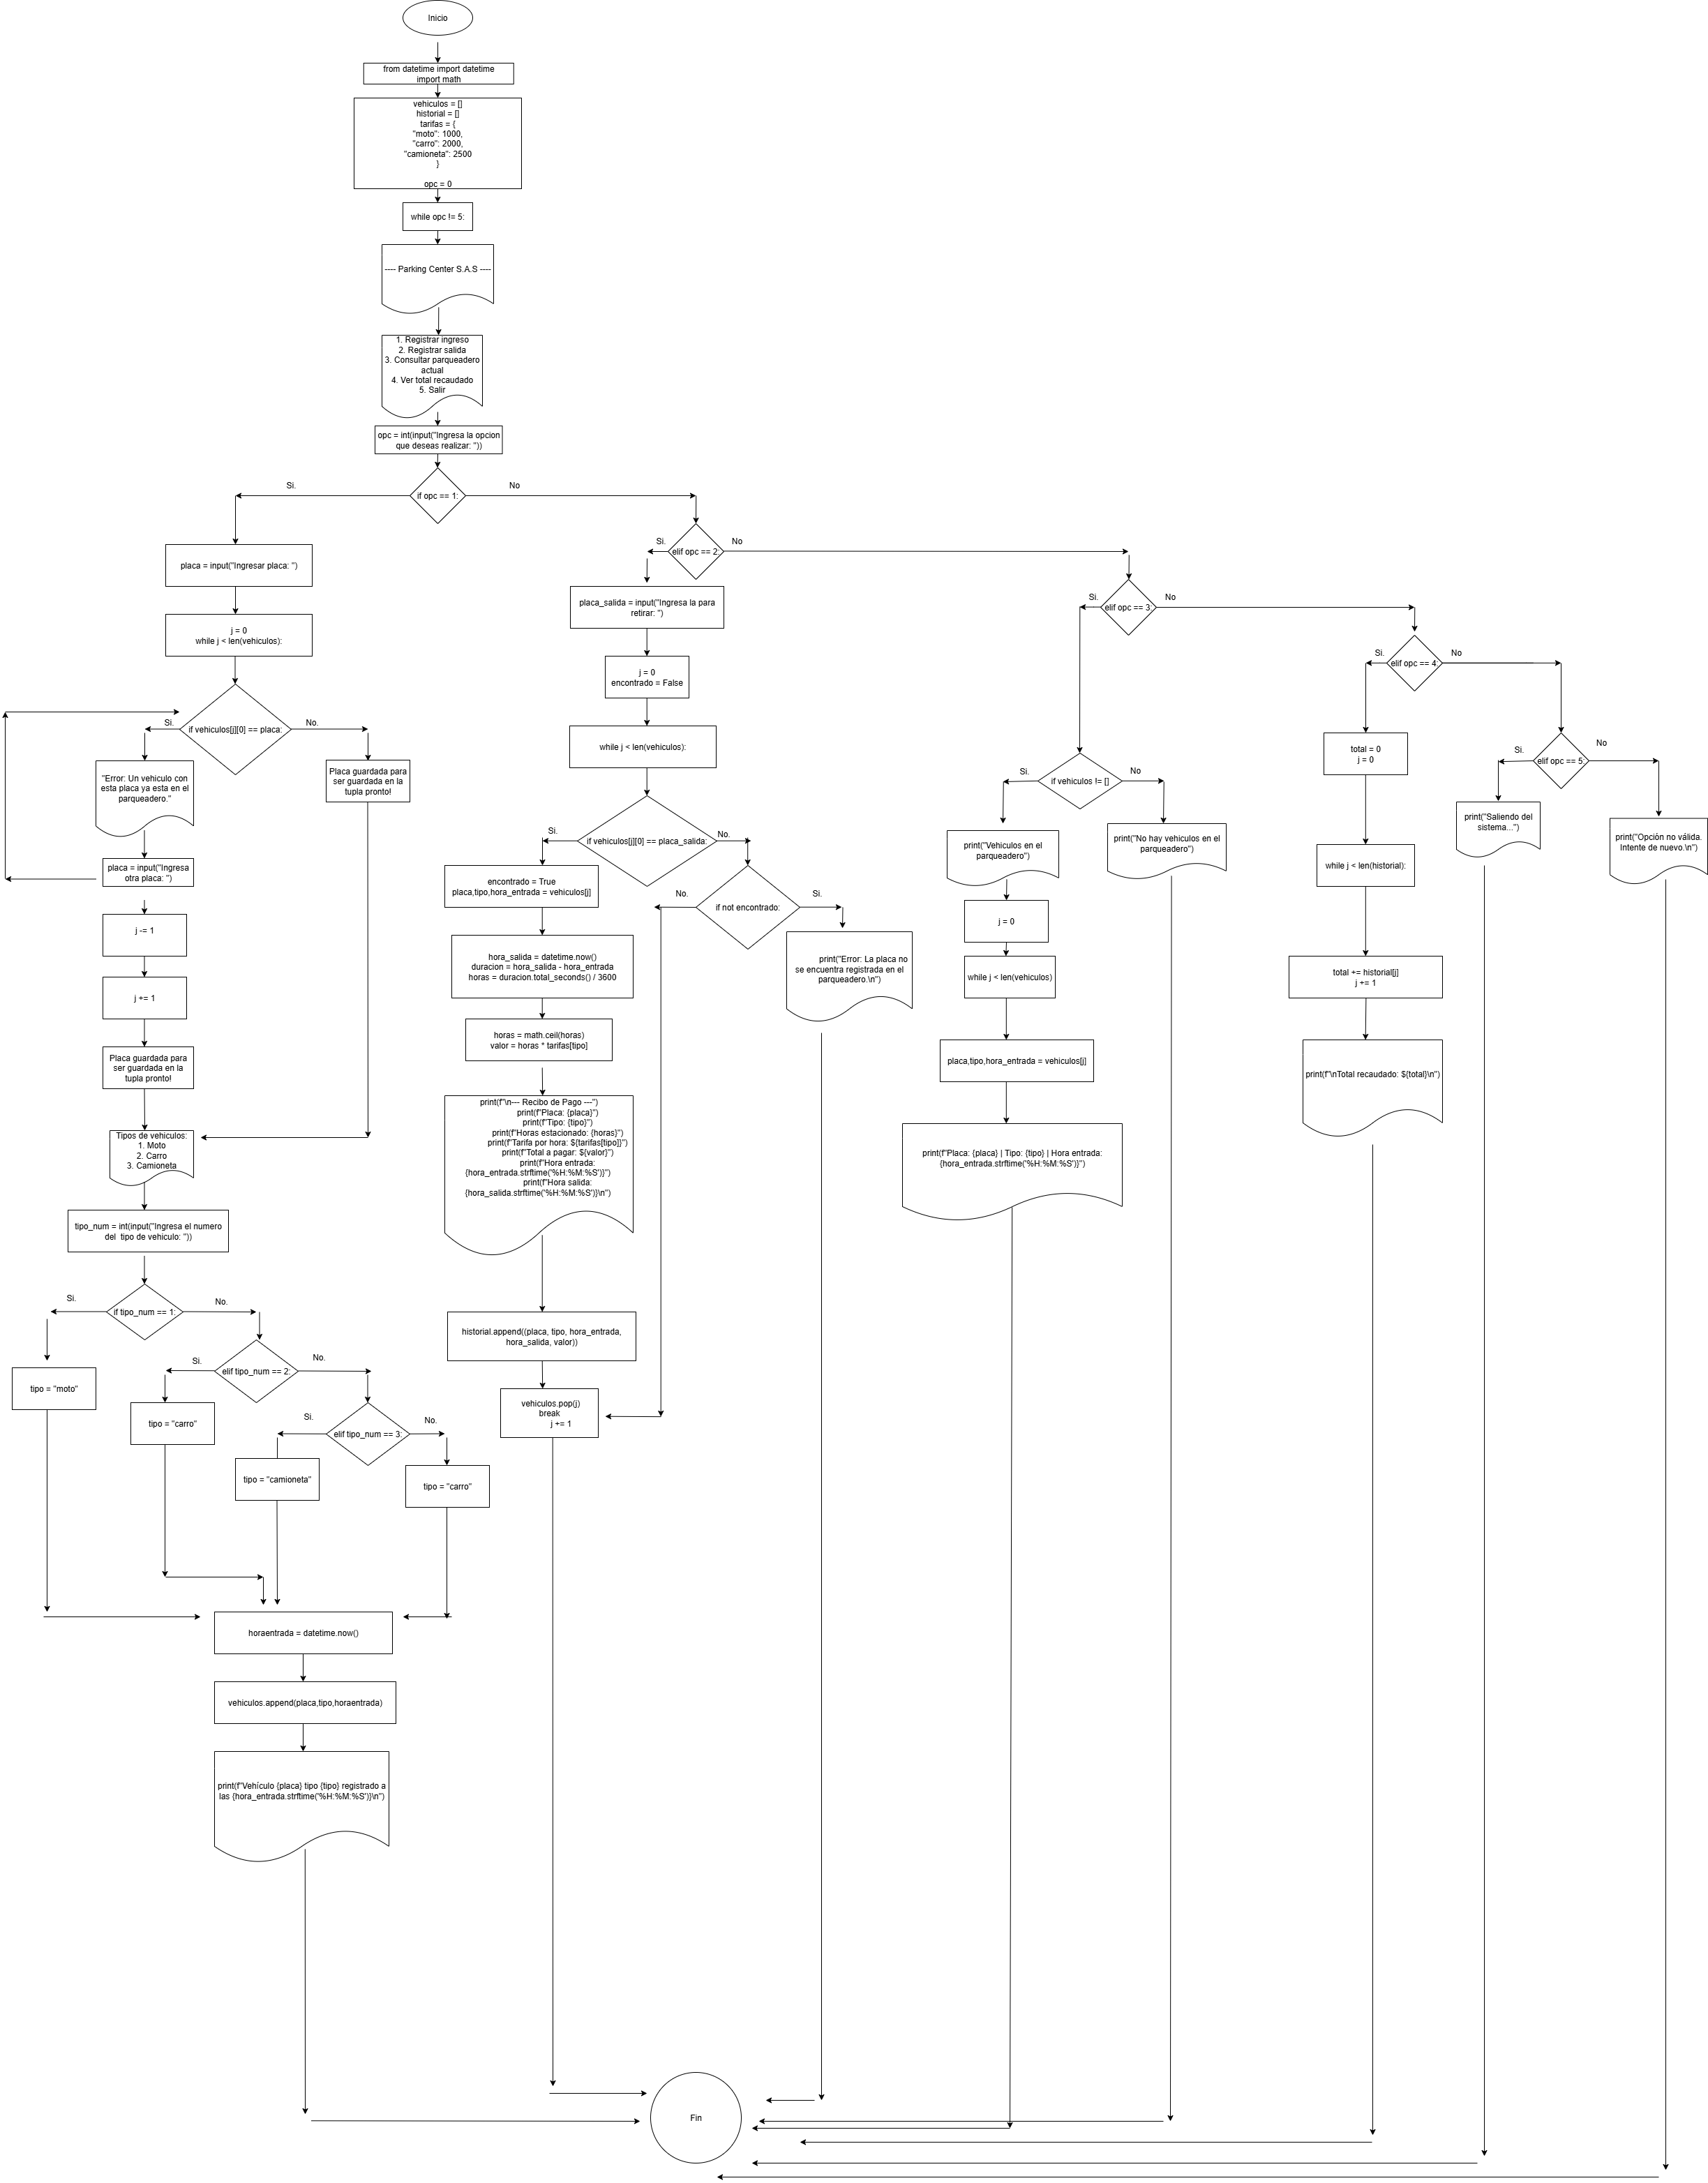 Inicio
from datetime import datetime
import math
vehiculos = []
historial = []
tarifas = {
"moto": 1000,
"carro": 2000,
"camioneta": 2500
}
opc = 0
while opc != 5:
---- Parking Center S.A.S ----
1. Registrar ingreso
2. Registrar salida
3. Consultar parqueadero
actual
4. Ver total recaudado
5. Salir
opc = int(input("Ingresa la opcion
que deseas realizar: "))
if opc == 1:
Si.
No
placa = input("Ingresar placa: ")
j = 0
while j < len(vehiculos):
if vehiculos[j][0] == placa:
Si.
No.
"Error: Un vehiculo con
esta placa ya esta en el
parqueadero."
Placa guardada para
ser guardada en la
tupla pronto!
placa = input("Ingresa
otra placa: ")
j -= 1
j += 1
Placa guardada para
ser guardada en la
tupla pronto!
Tipos de vehiculos:
1. Moto
2. Carro
3. Camioneta
tipo_num = int(input("Ingresa el numero
del  tipo de vehiculo: "))
if tipo_num == 1:
Si.
No.
tipo = "moto"
elif tipo_num == 2:
Si.
No.
tipo = "carro"
elif tipo_num == 3:
Si.
No.
tipo = "camioneta"
tipo = "carro"
horaentrada = datetime.now()
vehiculos.append(placa,tipo,horaentrada)
print(f"Vehículo {placa} tipo {tipo} registrado a
las {hora_entrada.strftime('%H:%M:%S')}\n")
elif opc == 2:
Si.
No
placa_salida = input("Ingresa la para
retirar: ")
j = 0
encontrado = False
while j < len(vehiculos):
if vehiculos[j][0] == placa_salida:
Si.
No.
encontrado = True
placa,tipo,hora_entrada = vehiculos[j]
hora_salida = datetime.now()
duracion = hora_salida - hora_entrada
horas = duracion.total_seconds() / 3600
horas = math.ceil(horas)
valor = horas * tarifas[tipo]
print(f"\n--- Recibo de Pago ---")
print(f"Placa: {placa}")
print(f"Tipo: {tipo}")
print(f"Horas estacionado: {horas}")
print(f"Tarifa por hora: ${tarifas[tipo]}")
print(f"Total a pagar: ${valor}")
print(f"Hora entrada:
{hora_entrada.strftime('%H:%M:%S')}")
print(f"Hora salida:
{hora_salida.strftime('%H:%M:%S')}\n")
historial.append((placa, tipo, hora_entrada,
hora_salida, valor))
vehiculos.pop(j)
break
j += 1
if not encontrado:
No.
Si.
print("Error: La placa no
se encuentra registrada en el
parqueadero.\n")
elif opc == 3:
Si.
No
if vehiculos != []
Si.
No
print("Vehiculos en el
parqueadero")
print("No hay vehiculos en el
parqueadero")
j = 0
while j < len(vehiculos)
placa,tipo,hora_entrada = vehiculos[j]
print(f"Placa: {placa} | Tipo: {tipo} | Hora entrada:
{hora_entrada.strftime('%H:%M:%S')}")
elif opc == 4:
Si.
No
total = 0
j = 0
while j < len(historial):
total += historial[j]
j += 1
print(f"\nTotal recaudado: ${total}\n")
elif opc == 5:
Si.
No
print("Saliendo del
sistema...")
print("Opción no válida.
Intente de nuevo.\n")
Fin